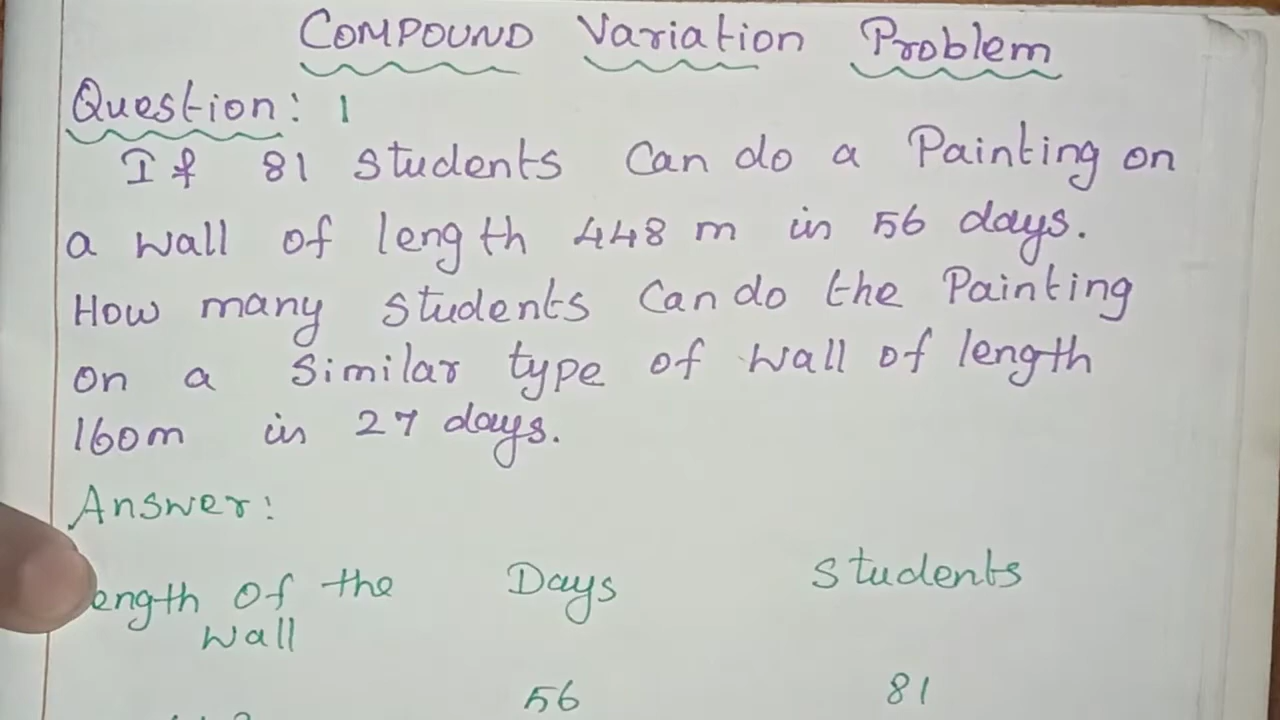 COMPOUND Variation Problem
Question: 1
If 81 students can do a Painting on
a wall of length 448 m in 56 days.
How many students can do the Painting
on a similar type of wall of length
160m in 27 days.
Answer:
ength of the Days Students
wall
56 81